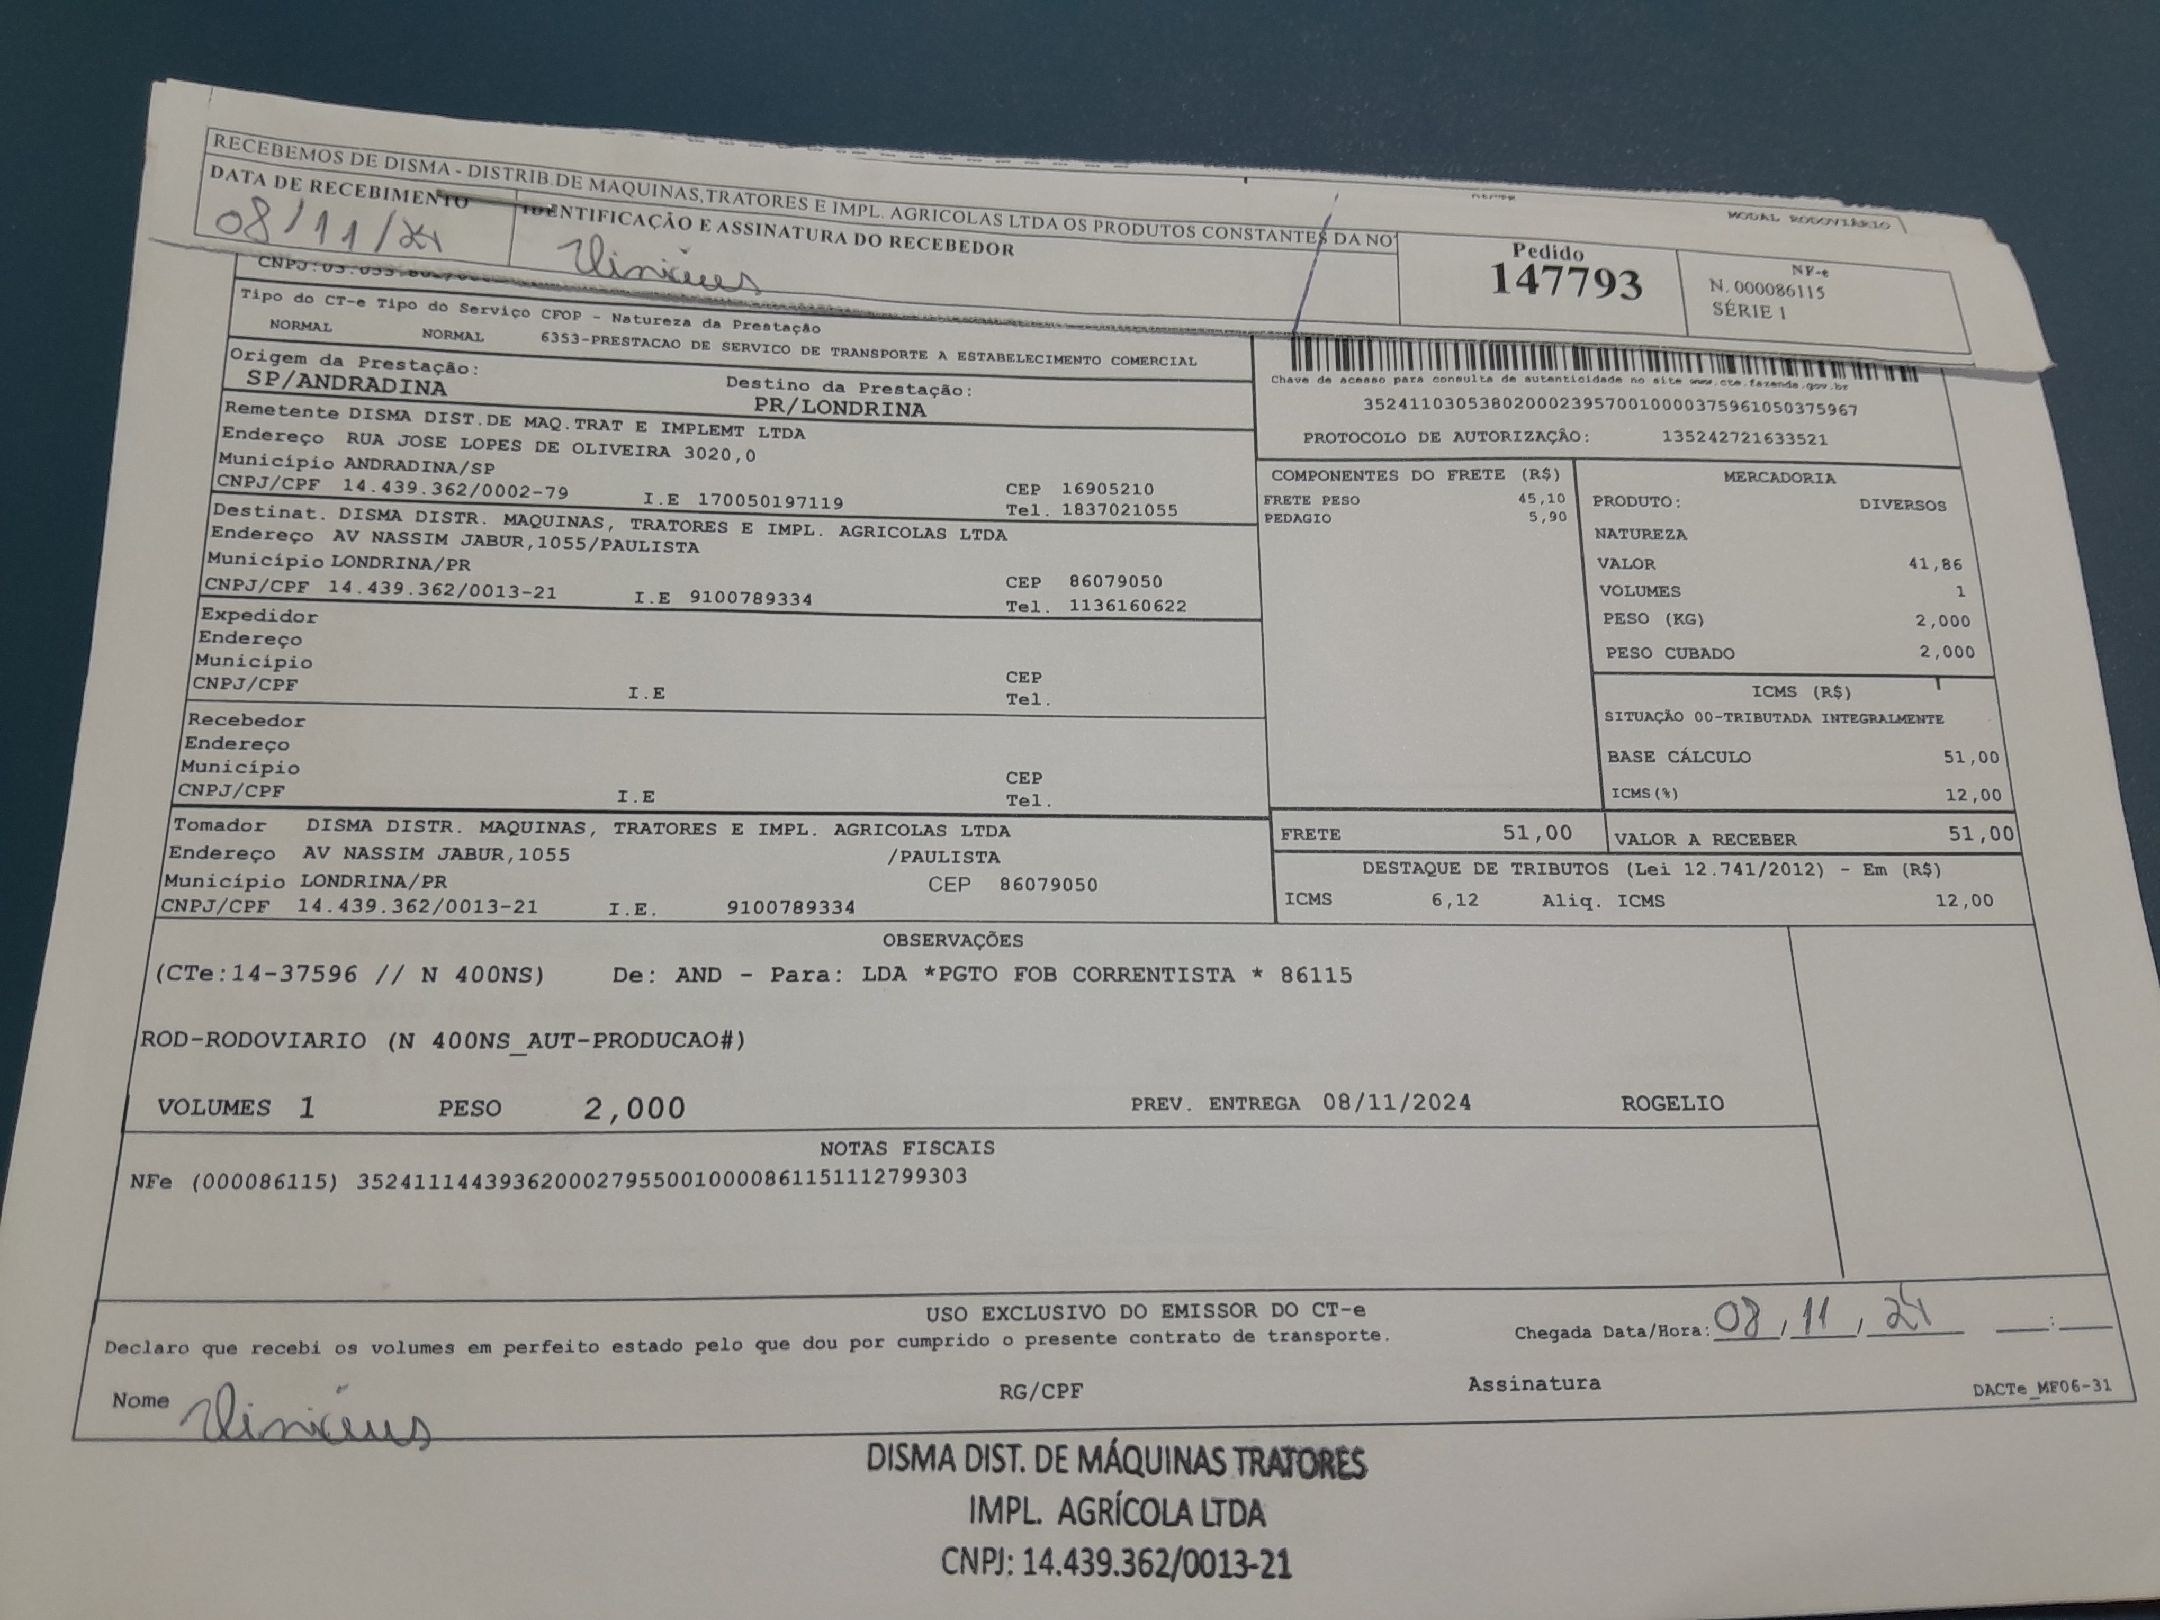 RECEBEMOS DE DISMA - DISTRIB.DE MAQUINAS,TRATORES E IMPL. AGRICOLAS LTDA OS PRODUTOS CONSTANTES DA NO
MODAL RODOVIÁRIO
DATA DE RECEBIMENTO
IDENTIFICAÇÃO E ASSINATURA DO RECEBEDOR
08/11/24
Vinicius
Pedido
147793
NF-e
N. 000086115
SÉRIE 1
Tipo do CT-e Tipo do Serviço CFOP - Natureza da Prestação
NORMAL NORMAL 6353-PRESTACAO DE SERVICO DE TRANSPORTE A ESTABELECIMENTO COMERCIAL
Origem da Prestação:
SP/ANDRADINA
Destino da Prestação:
PR/LONDRINA
Chave de acesso para consulta de autenticidade no site www.cte.fazenda.gov.br
35241103053802000239570010000375961050375967
PROTOCOLO DE AUTORIZAÇÃO: 135242721633521
Remetente DISMA DIST.DE MAQ.TRAT E IMPLEMT LTDA
Endereço RUA JOSE LOPES DE OLIVEIRA 3020,0
Município ANDRADINA/SP
CEP 16905210
CNPJ/CPF 14.439.362/0002-79 I.E 170050197119
Tel. 1837021055
Destinat. DISMA DISTR. MAQUINAS, TRATORES E IMPL. AGRICOLAS LTDA
Endereço AV NASSIM JABUR,1055/PAULISTA
Município LONDRINA/PR
CEP 86079050
CNPJ/CPF 14.439.362/0013-21 I.E 9100789334
Tel. 1136160622
Expedidor
Endereço
Município
CEP
CNPJ/CPF I.E
Tel.
Recebedor
Endereço
Município
CEP
CNPJ/CPF I.E
Tel.
Tomador DISMA DISTR. MAQUINAS, TRATORES E IMPL. AGRICOLAS LTDA
Endereço AV NASSIM JABUR,1055 /PAULISTA
Município LONDRINA/PR CEP 86079050
CNPJ/CPF 14.439.362/0013-21 I.E. 9100789334
COMPONENTES DO FRETE (R$)
FRETE PESO 45,10
PEDAGIO 5,90
MERCADORIA
PRODUTO: DIVERSOS
NATUREZA
VALOR 41,86
VOLUMES 1
PESO (KG) 2,000
PESO CUBADO 2,000
ICMS (R$)
SITUAÇÃO 00-TRIBUTADA INTEGRALMENTE
BASE CÁLCULO 51,00
ICMS(%) 12,00
FRETE 51,00
VALOR A RECEBER 51,00
DESTAQUE DE TRIBUTOS (Lei 12.741/2012) - Em (R$)
ICMS 6,12 Aliq. ICMS 12,00
OBSERVAÇÕES
(CTe:14-37596 // N 400NS) De: AND - Para: LDA *PGTO FOB CORRENTISTA * 86115
ROD-RODOVIARIO (N 400NS_AUT-PRODUCAO#)
VOLUMES 1 PESO 2,000 PREV. ENTREGA 08/11/2024 ROGELIO
NOTAS FISCAIS
NFe (000086115) 35241114439362000279550010000861151112799303
USO EXCLUSIVO DO EMISSOR DO CT-e
Declaro que recebi os volumes em perfeito estado pelo que dou por cumprido o presente contrato de transporte.
Chegada Data/Hora: 08/11/24 __:__
Nome Vinicius
RG/CPF
Assinatura
DACTe_MF06-31
DISMA DIST. DE MÁQUINAS TRATORES
IMPL. AGRÍCOLA LTDA
CNPJ: 14.439.362/0013-21